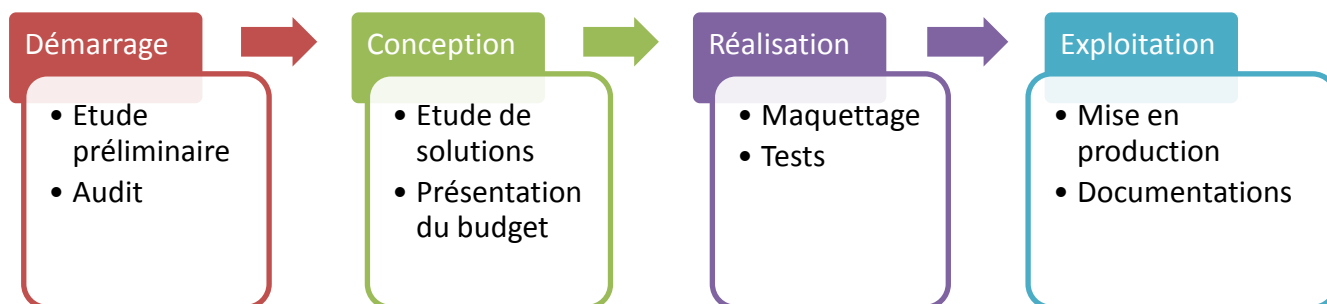 Démarrage
• Etude
préliminaire
• Audit
Conception
• Etude de
solutions
• Présentation
du budget
Réalisation
• Maquettage
• Tests
Exploitation
• Mise en
production
• Documentations